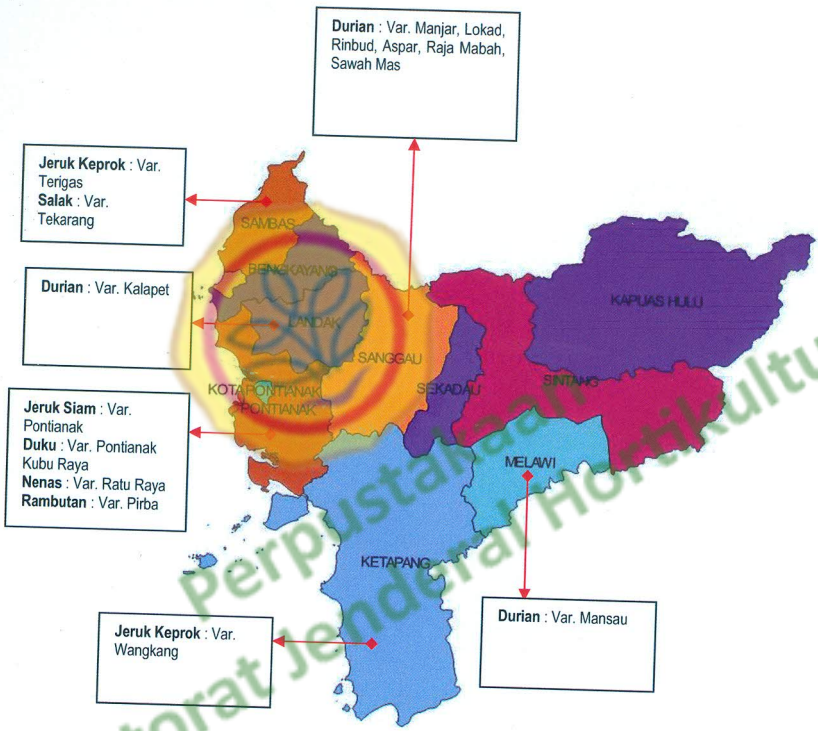 Durian : Var. Manjar, Lokad,
Rinbud, Aspar, Raja Mabah,
Sawah Mas
Jeruk Keprok : Var.
Terigas
Salak : Var.
Tekarang
SAMBAS
BENGKAYANG
Durian : Var. Kalapet
LANDAK
KAPUAS HULU
SANGGAU
SEKADAU
SINTANG
KOTA PONTIANAK
PONTIANAK
Jeruk Siam : Var.
Pontianak
Duku : Var. Pontianak
Kubu Raya
Nenas : Var. Ratu Raya
Rambutan : Var. Pirba
MELAWI
KETAPANG
Jeruk Keprok : Var.
Wangkang
Durian : Var. Mansau
Perpustakaan
Jenderal Hortikultu